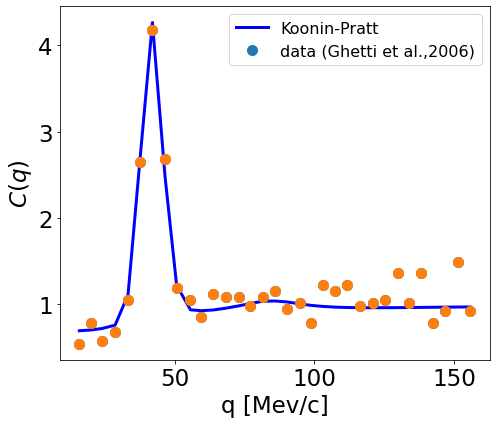 Koonin-Pratt
data (Ghetti et al.,2006)
4
3
2
1
C(q)
50
100
150
q [Mev/c]